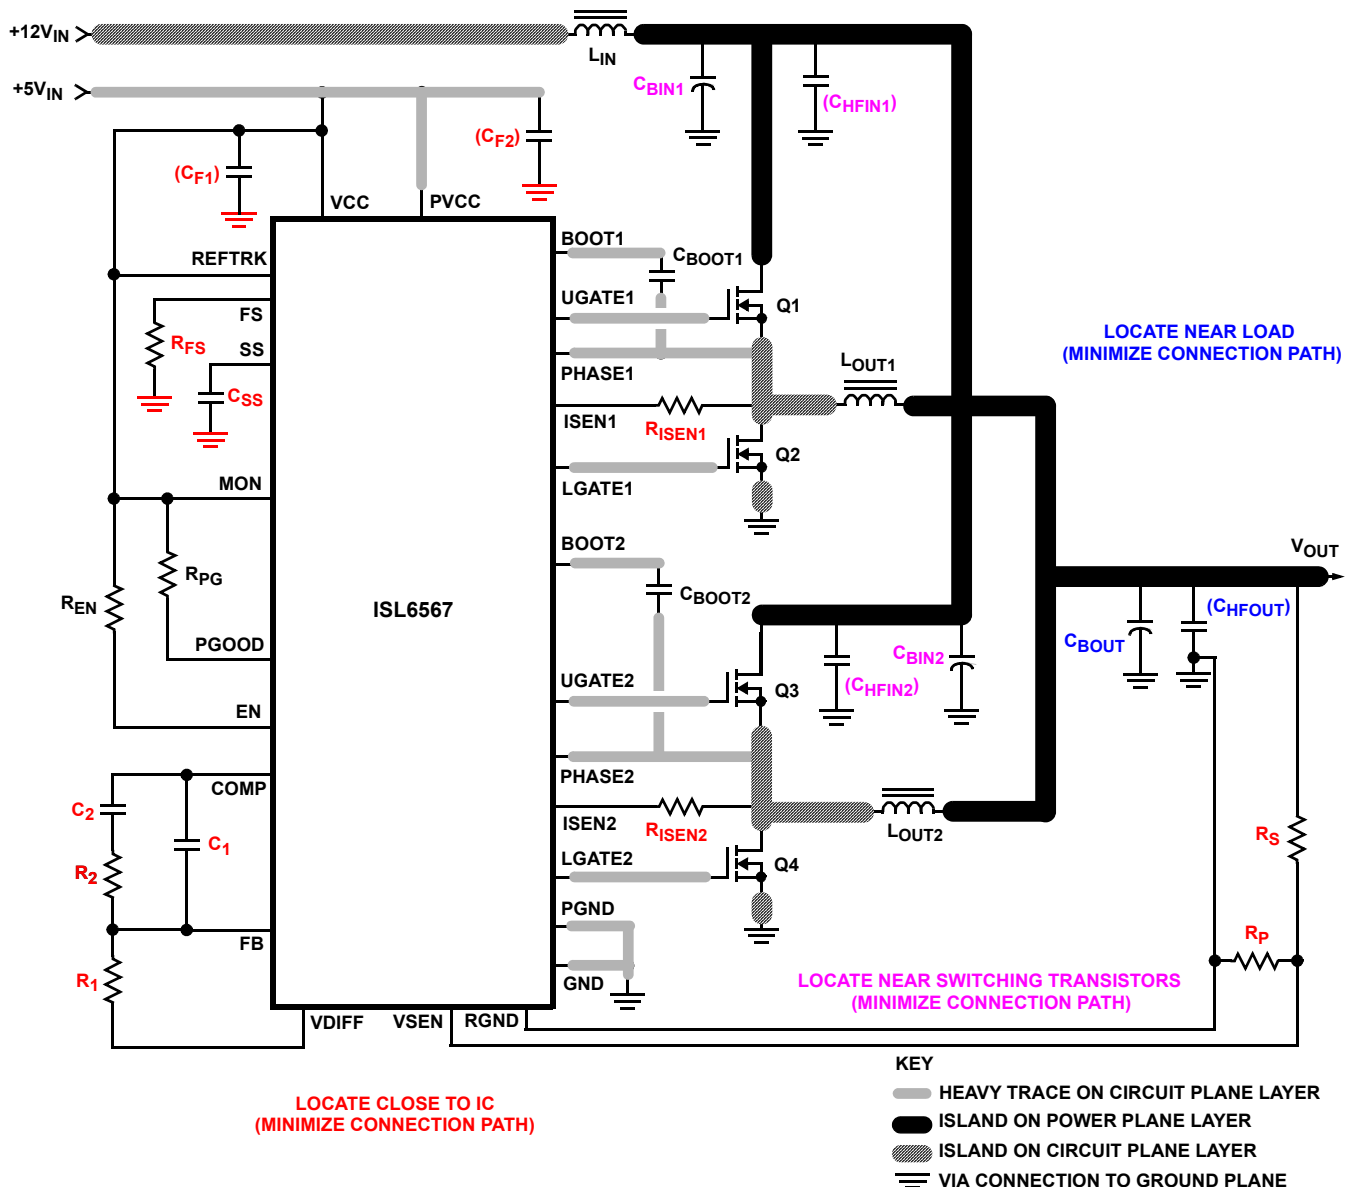 +12VIN
LIN
+5VIN
CBIN1
(CHFIN1)
(CF2)
(CF1)
VCC
PVCC
BOOT1
CBOOT1
REFTRK
UGATE1
Q1
FS
RFS
SS
PHASE1
LOCATE NEAR LOAD
(MINIMIZE CONNECTION PATH)
LOUT1
CSS
ISEN1
RISEN1
Q2
MON
LGATE1
BOOT2
VOUT
RPG
REN
ISL6567
CBOOT2
(CHFOUT)
CBOUT
PGOOD
CBIN2
(CHFIN2)
UGATE2
Q3
EN
PHASE2
COMP
C2
C1
ISEN2
RISEN2
LOUT2
RS
R2
LGATE2
Q4
PGND
FB
RP
R1
GND
LOCATE NEAR SWITCHING TRANSISTORS
(MINIMIZE CONNECTION PATH)
VDIFF
VSEN
RGND
KEY
HEAVY TRACE ON CIRCUIT PLANE LAYER
LOCATE CLOSE TO IC
(MINIMIZE CONNECTION PATH)
ISLAND ON POWER PLANE LAYER
ISLAND ON CIRCUIT PLANE LAYER
VIA CONNECTION TO GROUND PLANE